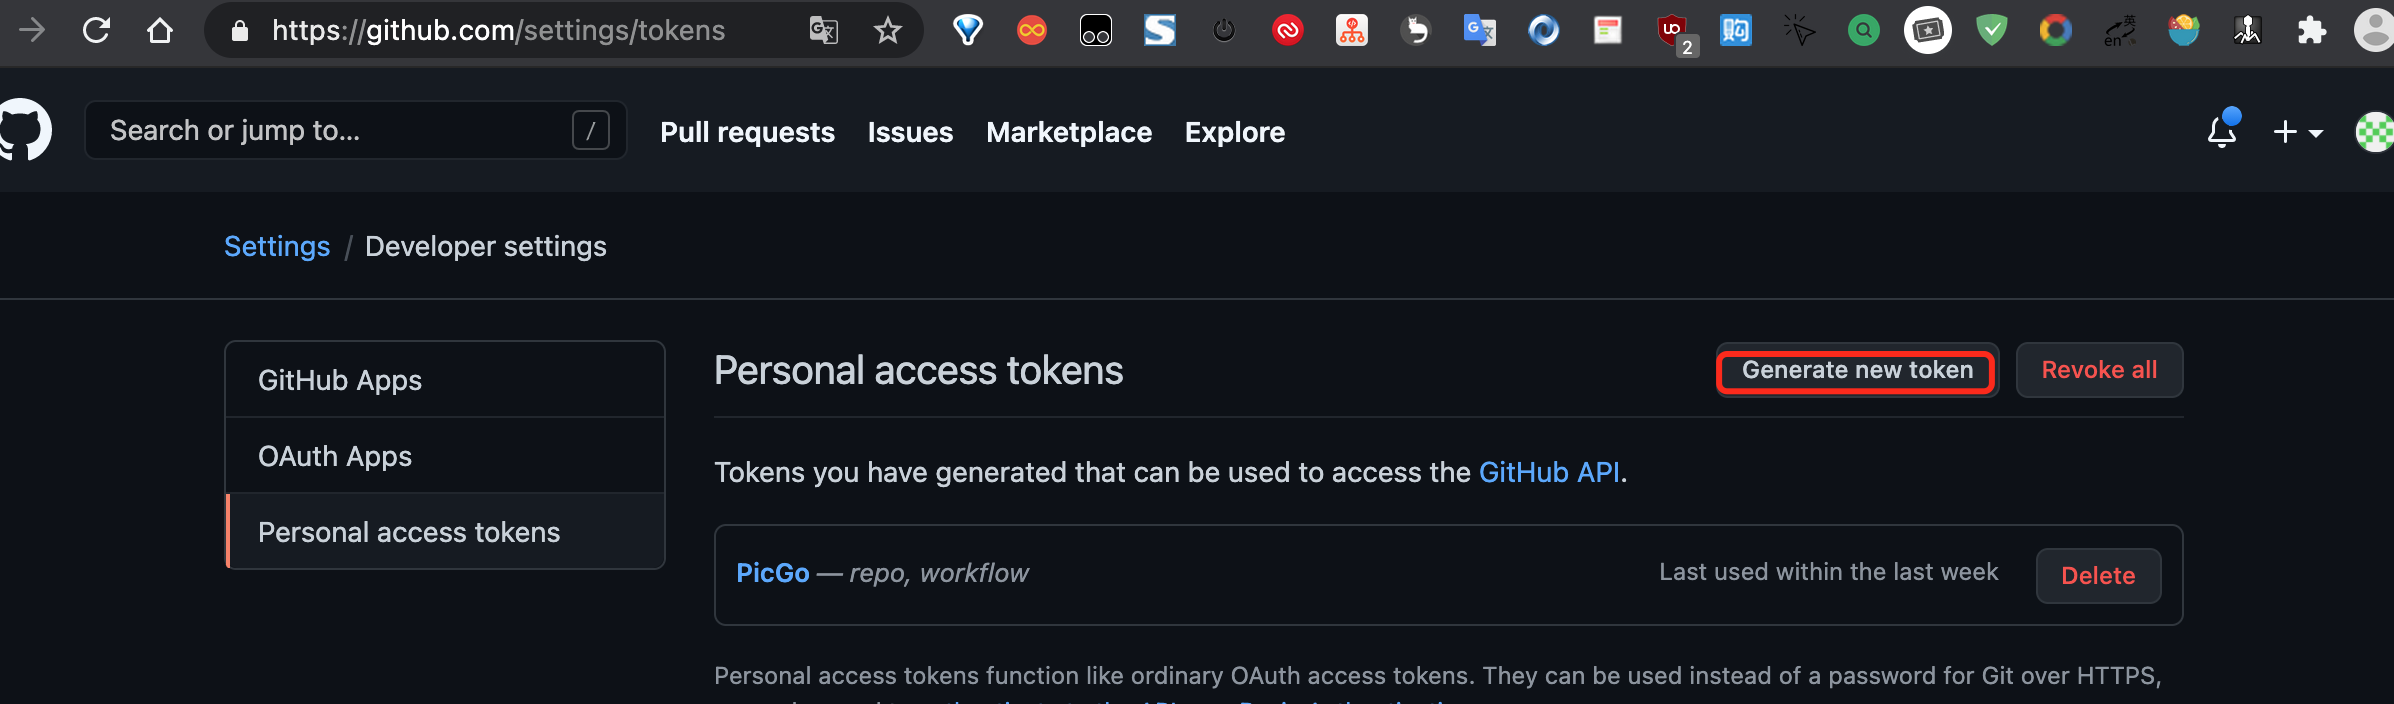 https://github.com/settings/tokens
2
Search or jump to... /
Pull requests Issues Marketplace Explore
Settings / Developer settings
GitHub Apps
OAuth Apps
Personal access tokens
Personal access tokens
Generate new token
Revoke all
Tokens you have generated that can be used to access the GitHub API.
PicGo — repo, workflow
Last used within the last week
Delete
Personal access tokens function like ordinary OAuth access tokens. They can be used instead of a password for Git over HTTPS,